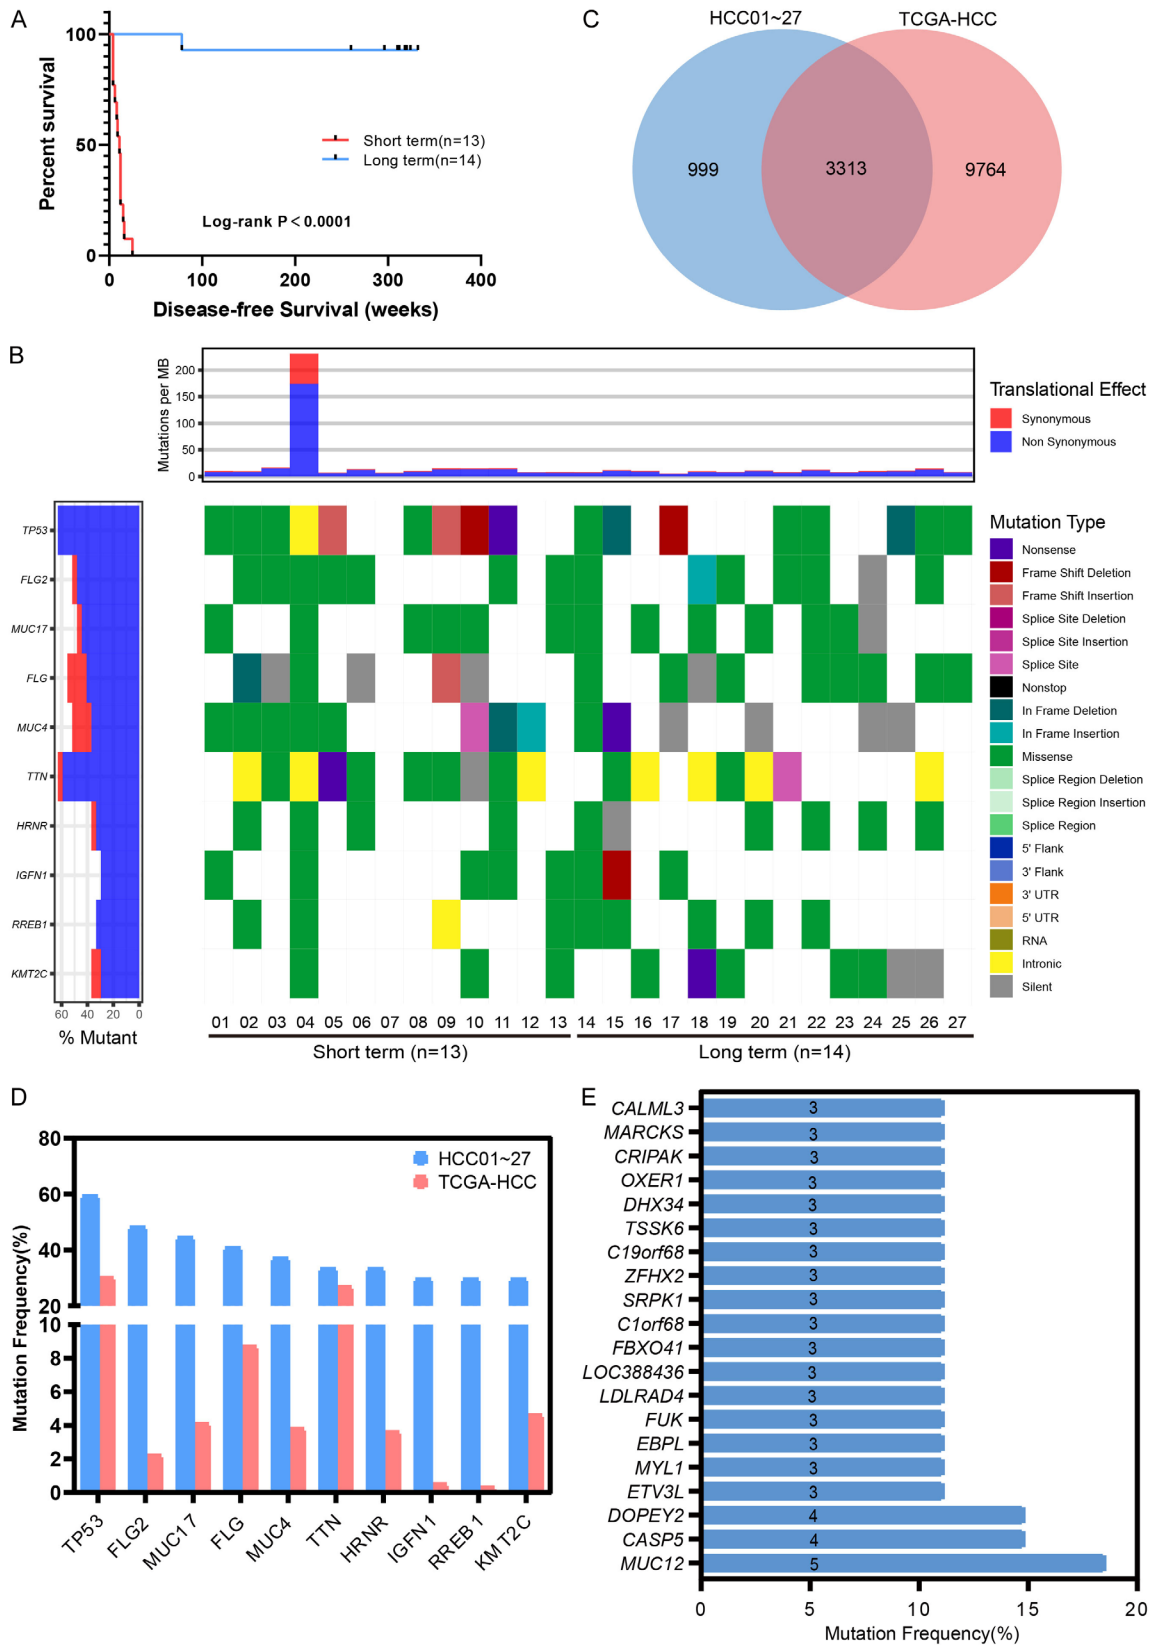 A
100
50
0
Percent survival
Short term(n=13)
Long term(n=14)
Log-rank P<0.0001
0 100 200 300 400
Disease-free Survival (weeks)
C
HCC01~27
TCGA-HCC
999
3313
9764
B
Mutations per MB
200
150
100
50
0
Translational Effect
Synonymous
Non Synonymous
TP53
FLG2
MUC17
FLG
MUC4
TTN
HRNR
IGFN1
RREB1
KMT2C
60 40 20 0
% Mutant
01 02 03 04 05 06 07 08 09 10 11 12 13 14 15 16 17 18 19 20 21 22 23 24 25 26 27
Short term (n=13)
Long term (n=14)
Mutation Type
Nonsense
Frame Shift Deletion
Frame Shift Insertion
Splice Site Deletion
Splice Site Insertion
Splice Site
Nonstop
In Frame Deletion
In Frame Insertion
Missense
Splice Region Deletion
Splice Region Insertion
Splice Region
5' Flank
3' Flank
3' UTR
5' UTR
RNA
Intronic
Silent
D
Mutation Frequency(%)
80
60
40
20
10
8
6
4
2
0
HCC01~27
TCGA-HCC
TP53
FLG2
MUC17
FLG
MUC4
TTN
HRNR
IGFN1
RREB1
KMT2C
E
CALML3 3
MARCKS 3
CRIPAK 3
OXER1 3
DHX34 3
TSSK6 3
C19orf68 3
ZFHX2 3
SRPK1 3
C1orf68 3
FBXO41 3
LOC388436 3
LDLRAD4 3
FUK 3
EBPL 3
MYL1 3
ETV3L 3
DOPEY2 4
CASP5 4
MUC12 5
0 5 10 15 20
Mutation Frequency(%)